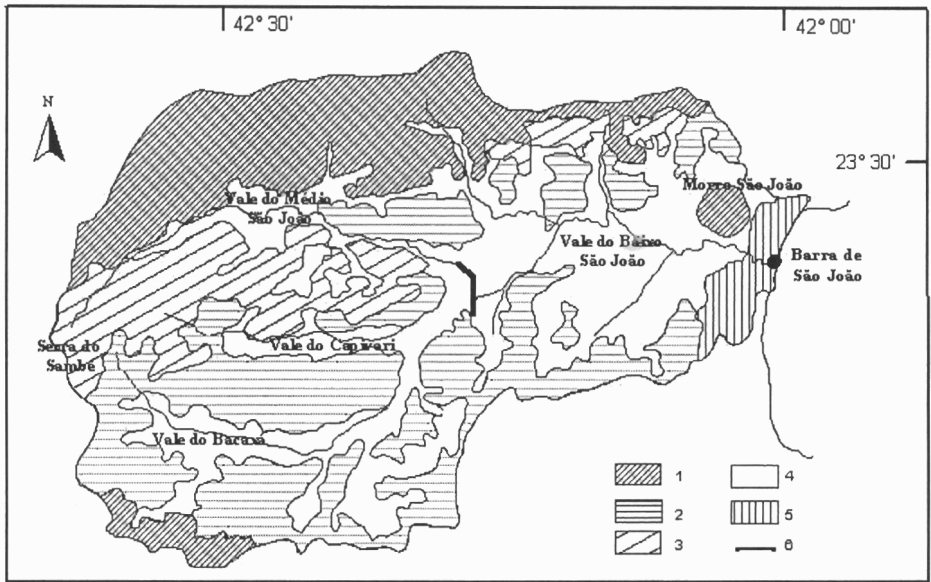 42° 30'
42° 00'
N
23° 30'
Morro São João
Vale do Médio
São João
Vale do Baixo
São João
Barra de
São João
Serra do
Sambê
Vale do Capivari
Vale do Bacaxá
1
4
2
5
3
6